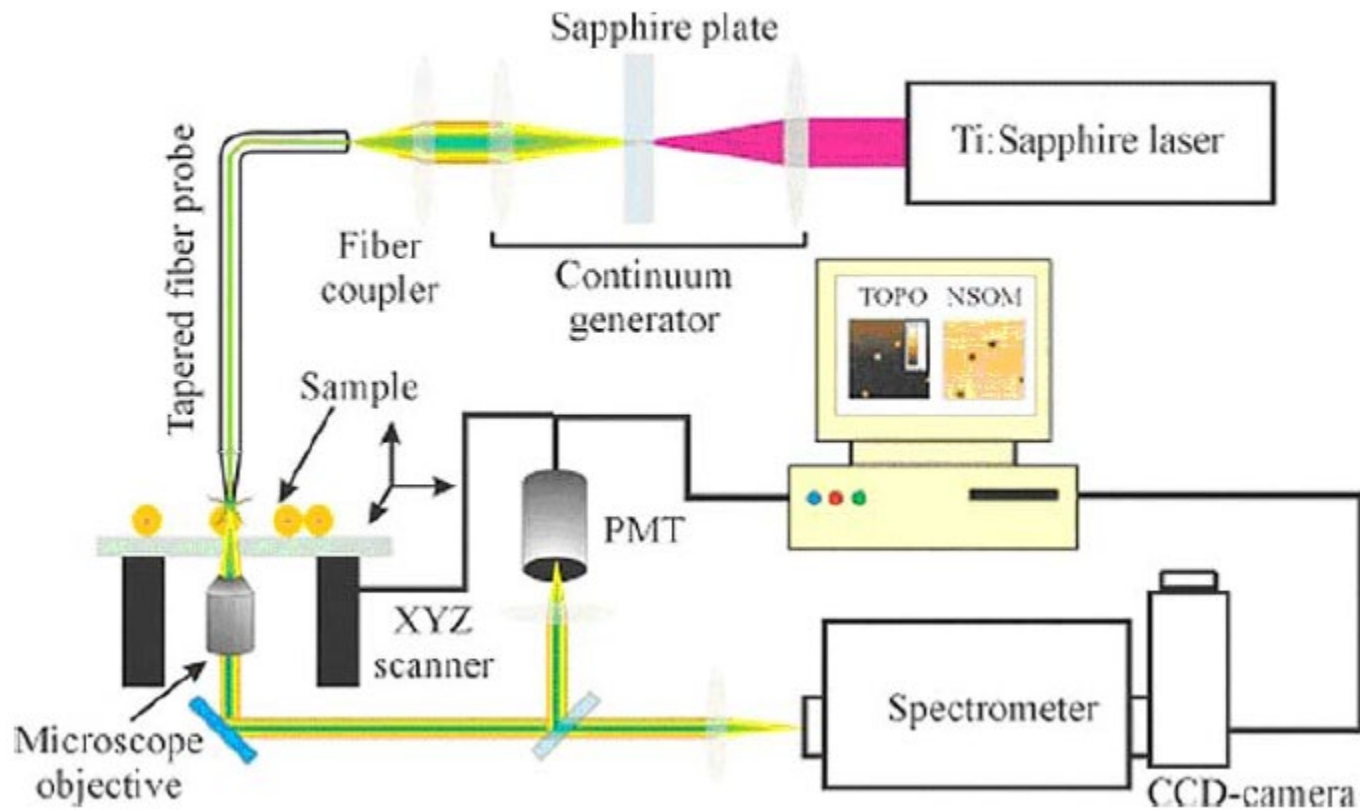 Sapphire plate
Ti:Sapphire laser
Tapered fiber probe
Fiber
coupler
Continuum
generator
TOPO NSOM
Sample
PMT
XYZ
scanner
Spectrometer
Microscope
objective
CCD-camera